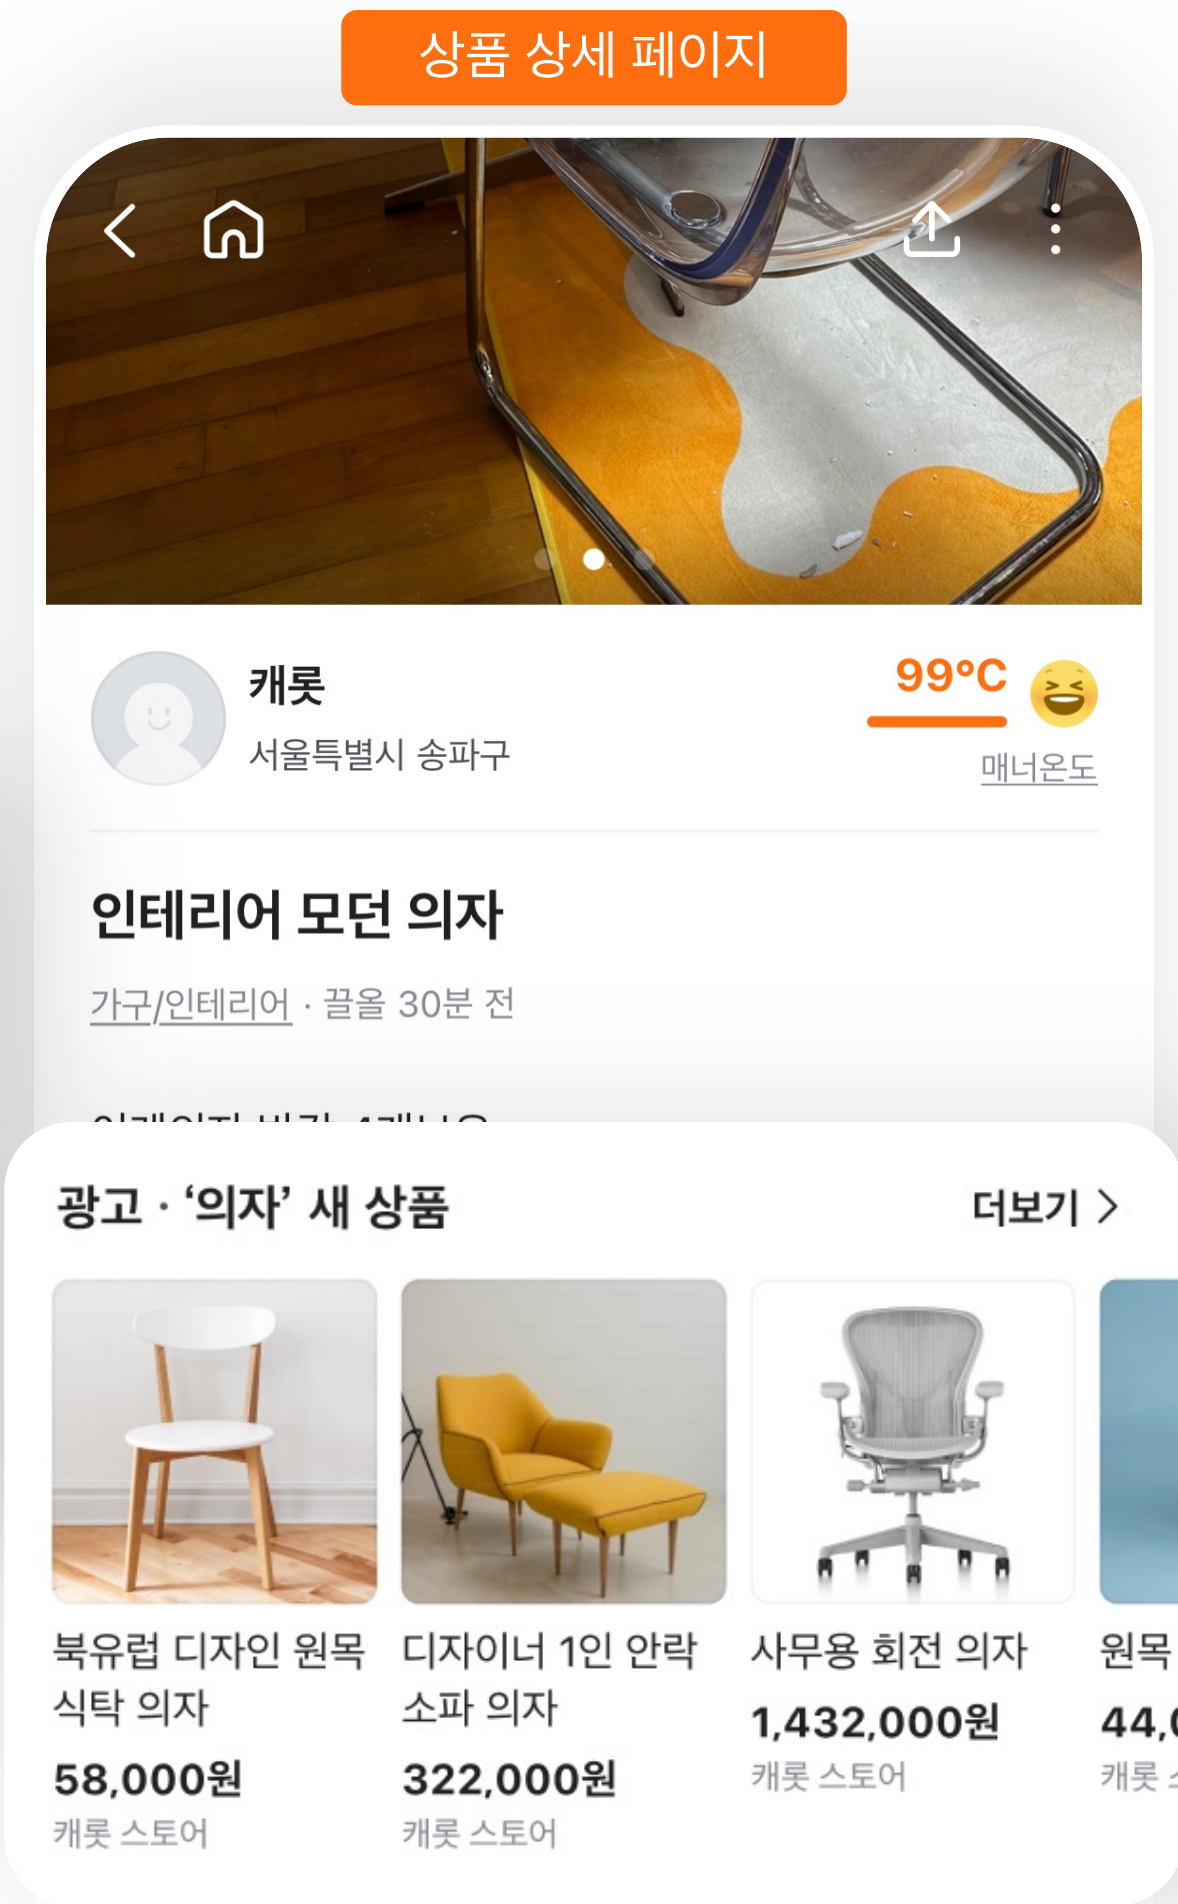 상품 상세 페이지
캐롯
서울특별시 송파구
99°C
매너온도
인테리어 모던 의자
가구/인테리어 · 끌올 30분 전
광고 · ‘의자’ 새 상품
더보기
북유럽 디자인 원목
식탁 의자
58,000원
캐롯 스토어
디자이너 1인 안락
소파 의자
322,000원
캐롯 스토어
사무용 회전 의자
1,432,000원
캐롯 스토어
원목
44,0
캐롯